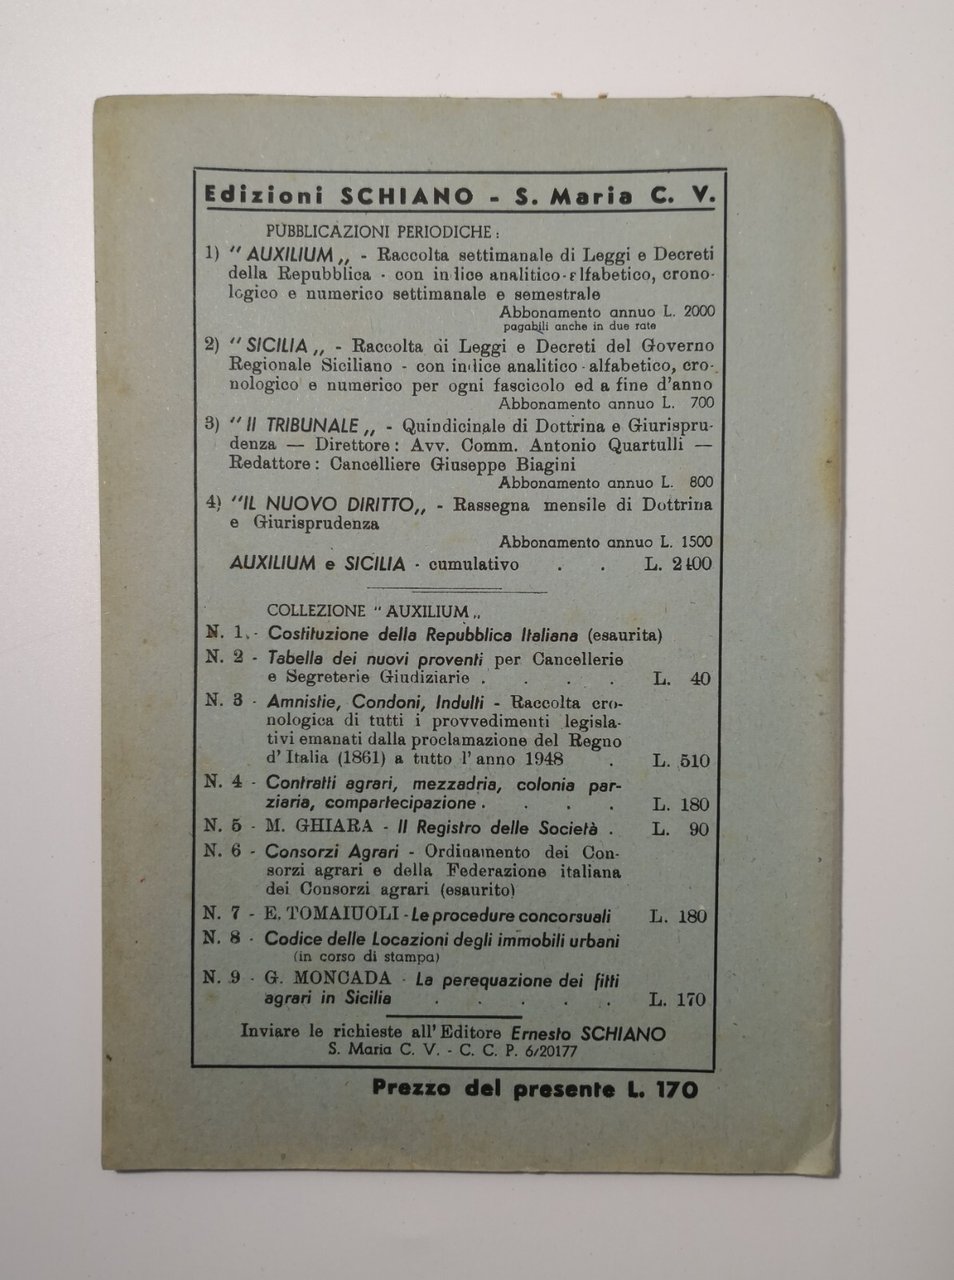 Edizioni SCHIANO - S. Maria C. V.
PUBBLICAZIONI PERIODICHE:
1) "AUXILIUM„ - Raccolta settimanale di Leggi e Decreti
della Repubblica - con indice analitico-alfabetico, crono-
logico e numerico settimanale e semestrale
Abbonamento annuo L. 2000
pagabili anche in due rate
2) "SICILIA„ - Raccolta di Leggi e Decreti del Governo
Regionale Siciliano - con indice analitico - alfabetico, cro-
nologico e numerico per ogni fascicolo ed a fine d'anno
Abbonamento annuo L. 700
3) "Il TRIBUNALE„ - Quindicinale di Dottrina e Giurispru-
denza — Direttore: Avv. Comm. Antonio Quartulli —
Redattore: Cancelliere Giuseppe Biagini
Abbonamento annuo L. 800
4) "IL NUOVO DIRITTO„ - Rassegna mensile di Dottrina
e Giurisprudenza
Abbonamento annuo L. 1500
AUXILIUM e SICILIA - cumulativo . . L. 2400
COLLEZIONE "AUXILIUM„
N. 1. - Costituzione della Repubblica Italiana (esaurita)
N. 2 - Tabella dei nuovi proventi per Cancellerie
e Segreterie Giudiziarie . . . . L. 40
N. 3 - Amnistie, Condoni, Indulti - Raccolta cro-
nologica di tutti i provvedimenti legisla-
tivi emanati dalla proclamazione del Regno
d'Italia (1861) a tutto l'anno 1948 . L. 510
N. 4 - Contratti agrari, mezzadria, colonia par-
ziaria, compartecipazione . . . . L. 180
N. 5 - M. GHIARA - Il Registro delle Società . L. 90
N. 6 - Consorzi Agrari - Ordinamento dei Con-
sorzi agrari e della Federazione italiana
dei Consorzi agrari (esaurito)
N. 7 - E. TOMAIUOLI - Le procedure concorsuali L. 180
N. 8 - Codice delle Locazioni degli immobili urbani
(in corso di stampa)
N. 9 - G. MONCADA - La perequazione dei fitti
agrari in Sicilia . . . . . L. 170
Inviare le richieste all'Editore Ernesto SCHIANO
S. Maria C. V. - C. C. P. 6/20177
Prezzo del presente L. 170